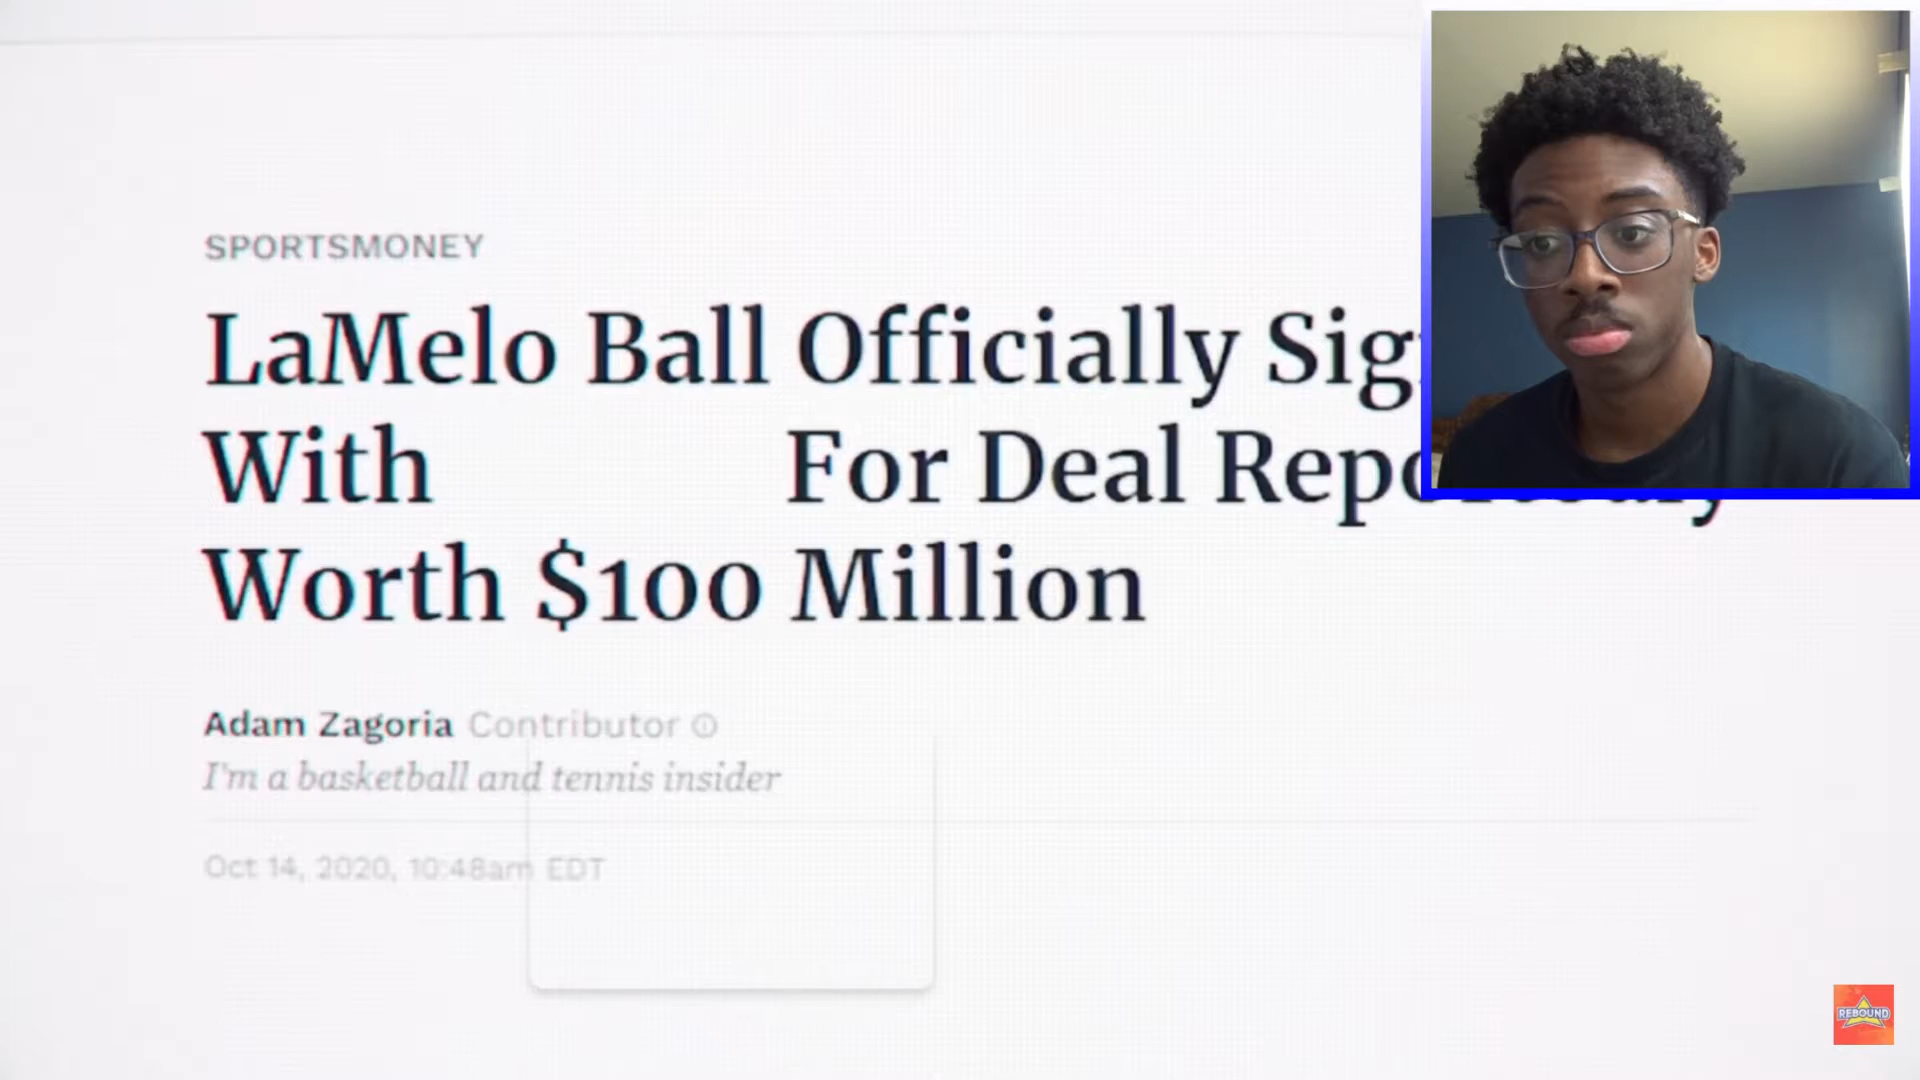 SPORTSMONEY
LaMelo Ball Officially Sig
With For Deal Rep
Worth $100 Million
Adam Zagoria Contributor
I'm a basketball and tennis insider
Oct 14, 2020, 10:48am EDT
REBOUND